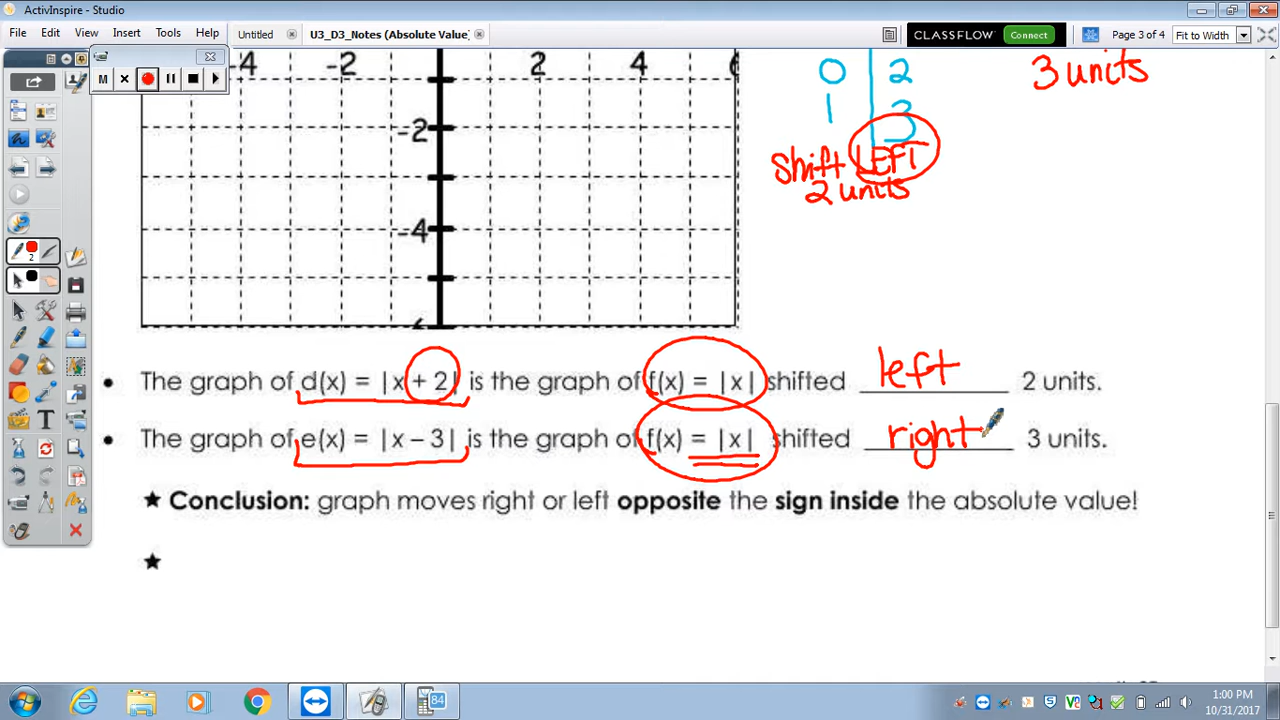 ActivInspire - Studio
File Edit View Insert Tools Help
Untitled
U3_D3_Notes (Absolute Value)
CLASSFLOW Connect
Page 3 of 4
Fit to Width
M
-4 -2 2 4 6
-2
-4
0 2
1 3
shift LEFT
2 units
3 units
The graph of d(x) = |x + 2| is the graph of f(x) = |x| shifted left 2 units.
The graph of e(x) = |x – 3| is the graph of f(x) = |x| shifted right 3 units.
★ Conclusion: graph moves right or left opposite the sign inside the absolute value!
★
2
84
1:00 PM
10/31/2017